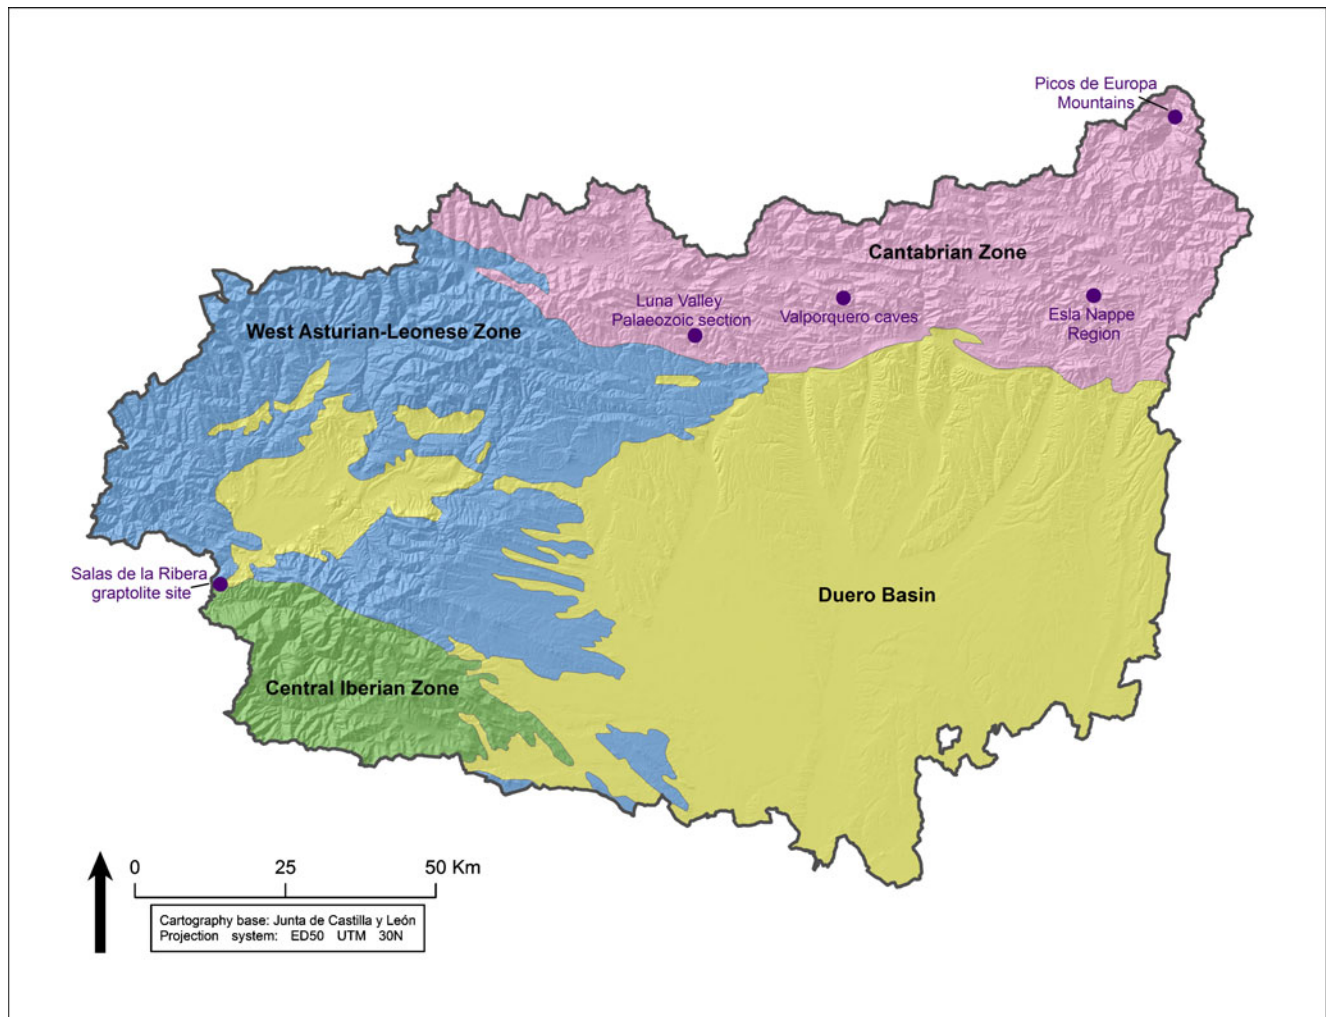 Picos de Europa
Mountains
Cantabrian Zone
Luna Valley
Palaeozoic section
Valporquero caves
Esla Nappe
Region
West Asturian-Leonese Zone
Salas de la Ribera
graptolite site
Duero Basin
Central Iberian Zone
0 25 50 Km
Cartography base: Junta de Castilla y León
Projection system: ED50 UTM 30N